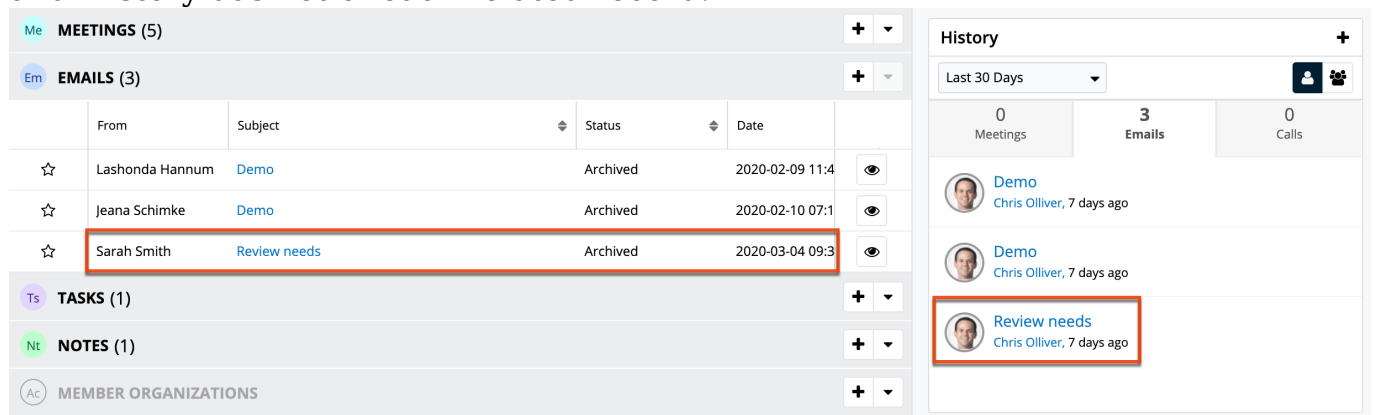 Me MEETINGS (5)
Em EMAILS (3)
From Subject Status Date
Lashonda Hannum Demo Archived 2020-02-09 11:4
Jeana Schimke Demo Archived 2020-02-10 07:1
Sarah Smith Review needs Archived 2020-03-04 09:3
Ts TASKS (1)
Nt NOTES (1)
Ac MEMBER ORGANIZATIONS
History
Last 30 Days
0 3 0
Meetings Emails Calls
Demo
Chris Olliver, 7 days ago
Demo
Chris Olliver, 7 days ago
Review needs
Chris Olliver, 7 days ago